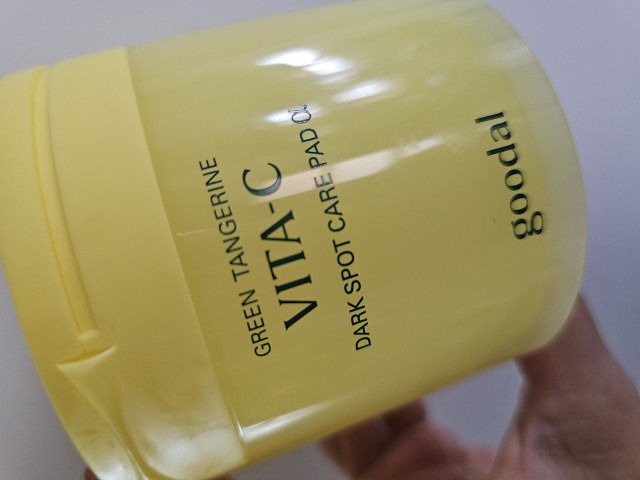 GREEN TANGERINE
VITA-C
DARK SPOT CARE PAD α
goodal